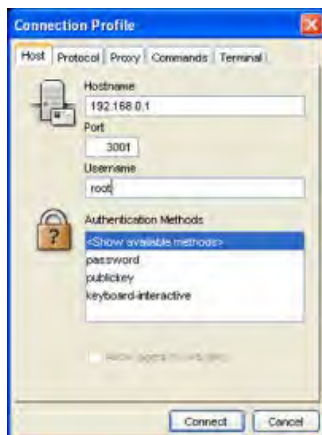 Connection Profile
Host Protocol Proxy Commands Terminal
Hostname
192.168.0.1
Port
3001
Username
root
Authentication Methods
<Show available methods>
password
publickey
keyboard-interactive
Connect Cancel